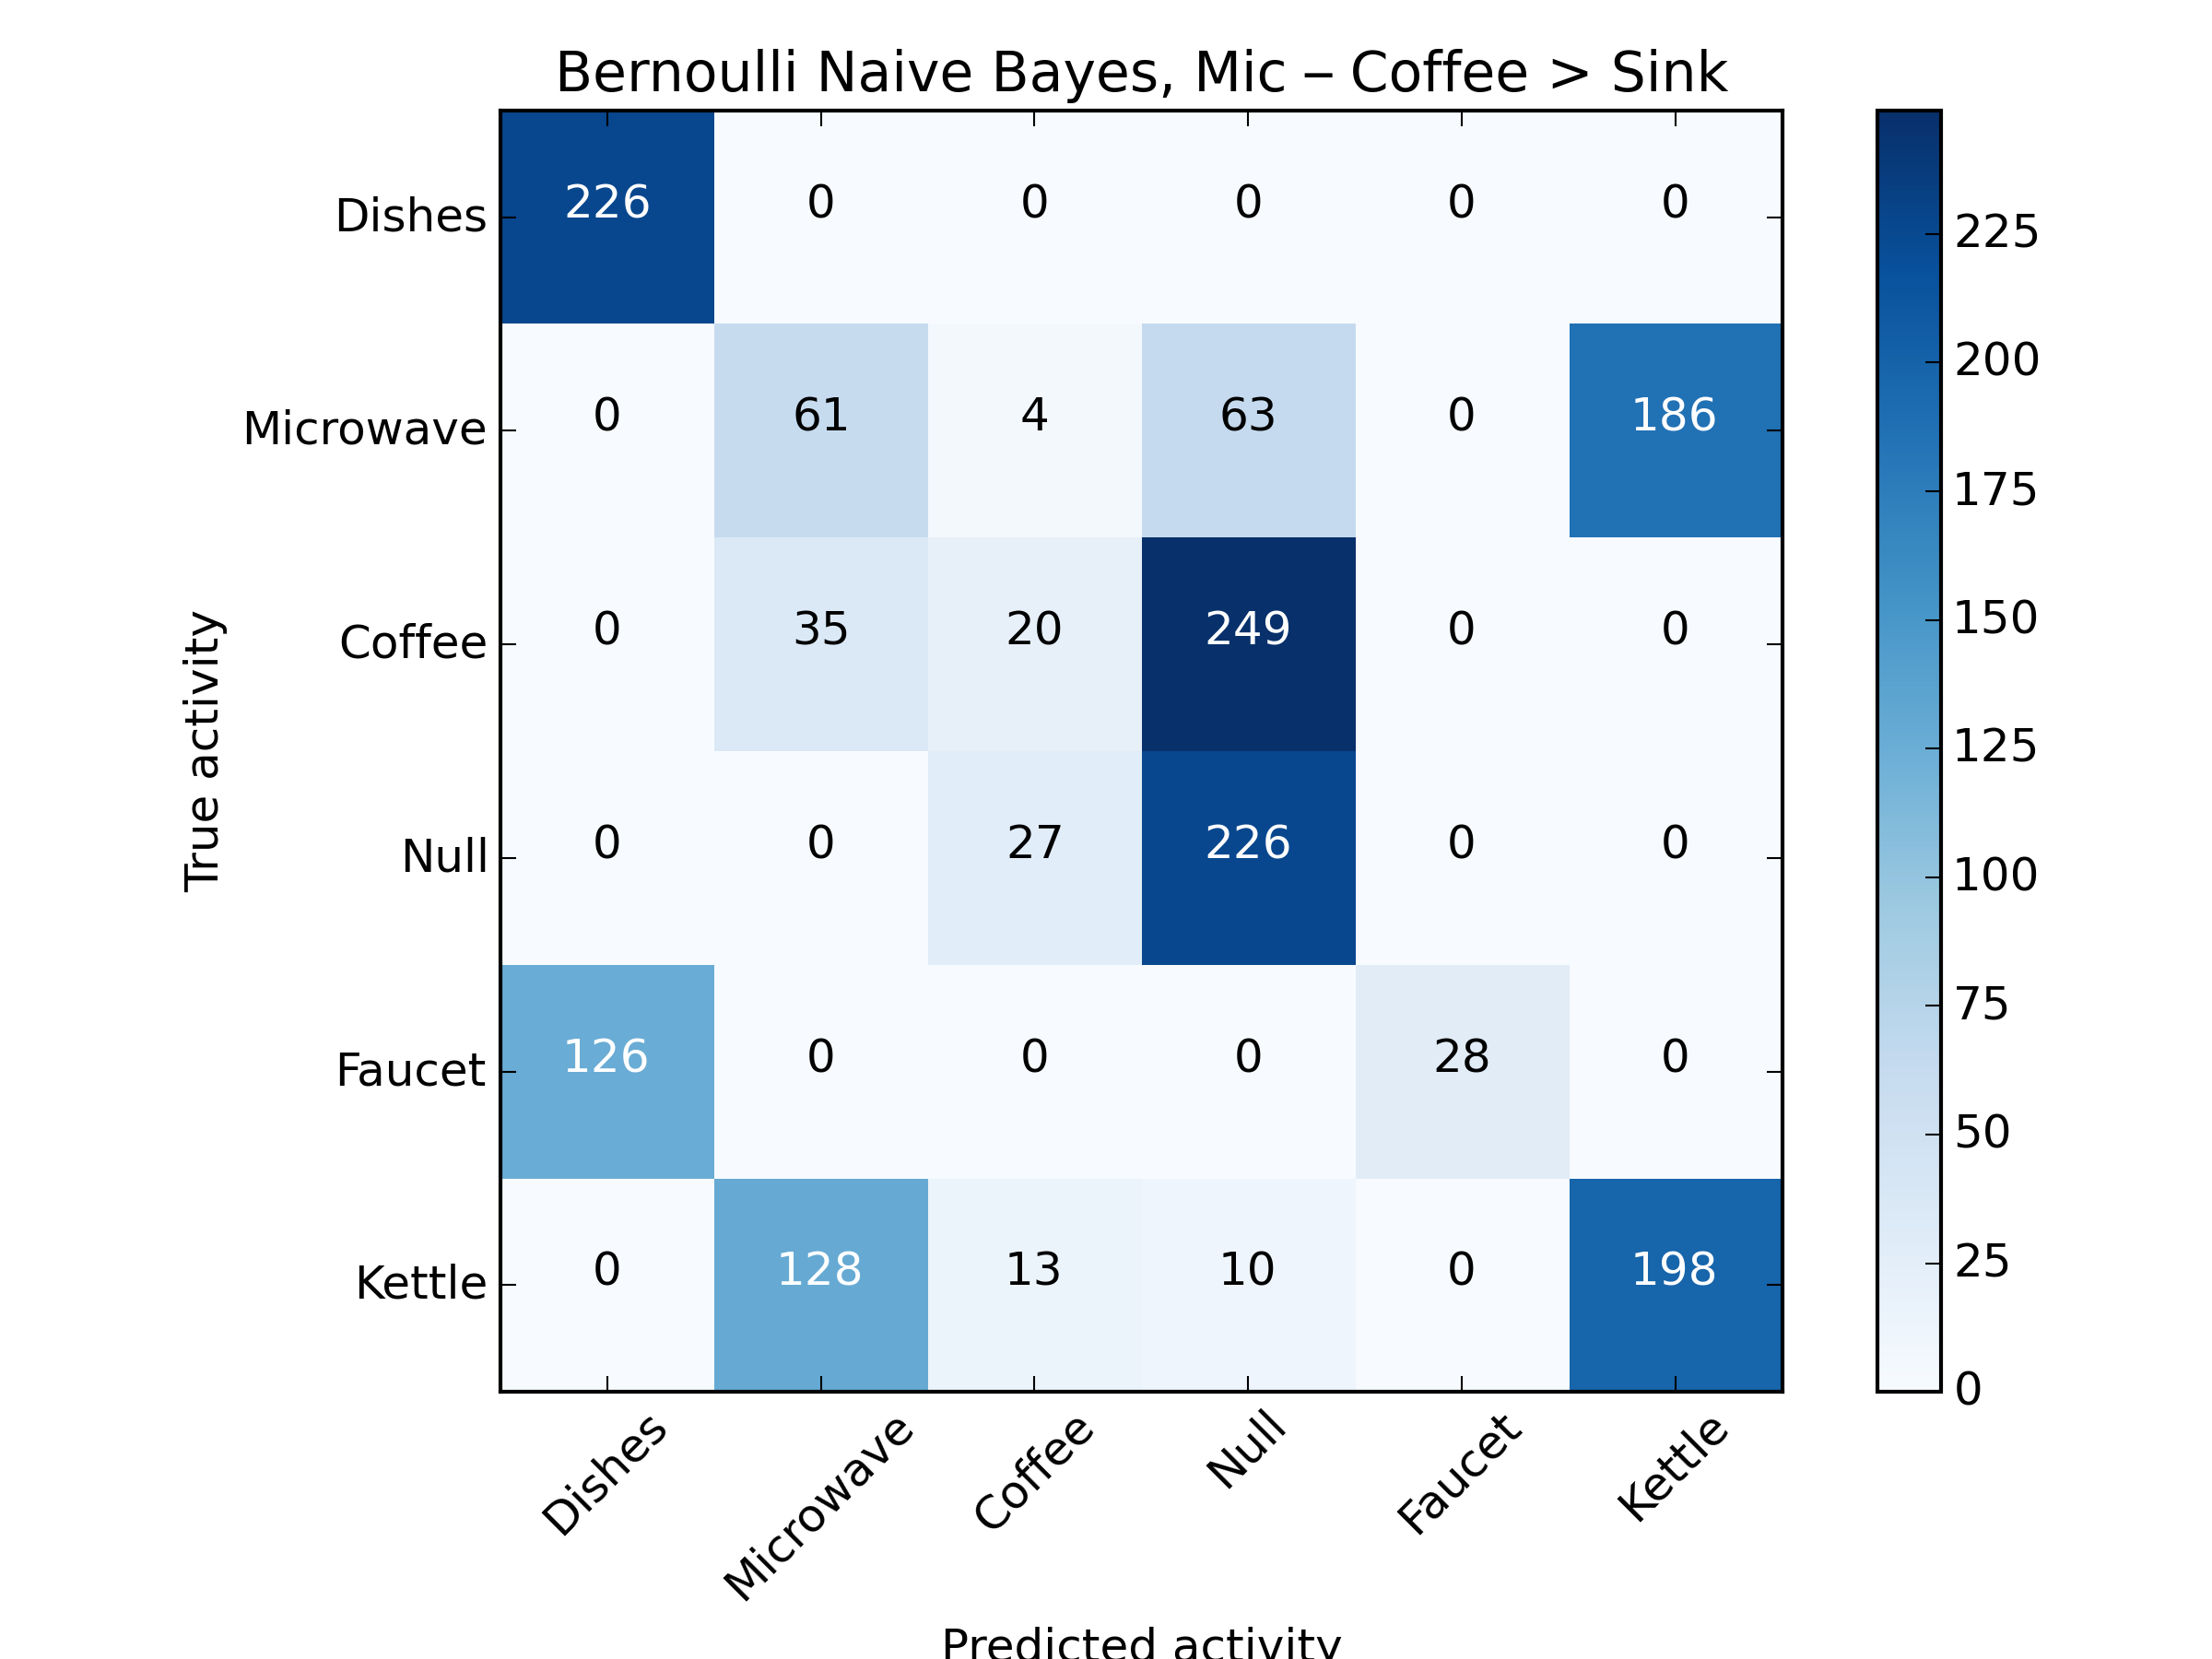 Bernoulli Naive Bayes, Mic – Coffee > Sink
Dishes 226 0 0 0 0 0
Microwave 0 61 4 63 0 186
Coffee 0 35 20 249 0 0
Null 0 0 27 226 0 0
Faucet 126 0 0 0 28 0
Kettle 0 128 13 10 0 198
True activity
Dishes Microwave Coffee Null Faucet Kettle
Predicted activity
225
200
175
150
125
100
75
50
25
0